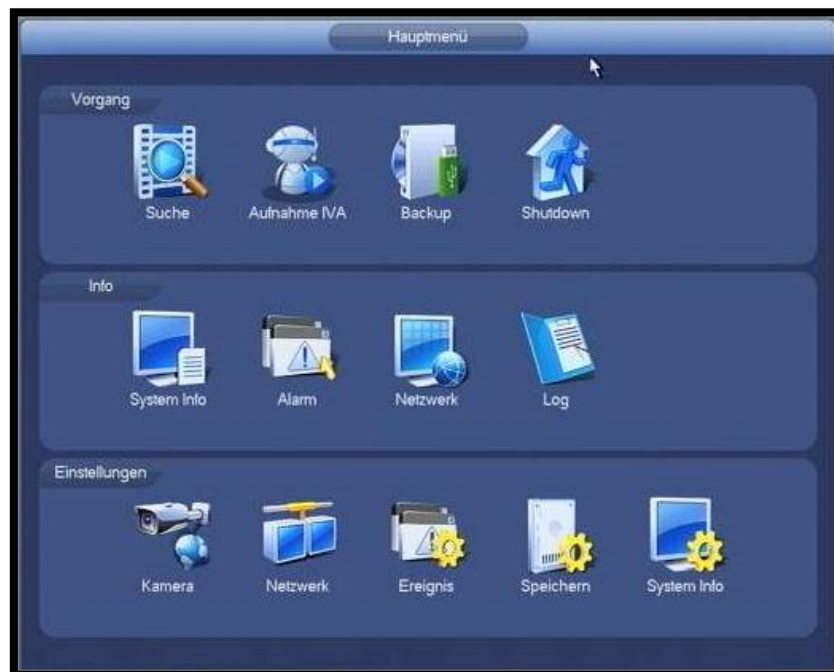 Hauptmenü
Vorgang
Suche Aufnahme IVA Backup Shutdown
Info
System Info Alarm Netzwerk Log
Einstellungen
Kamera Netzwerk Ereignis Speichern System Info